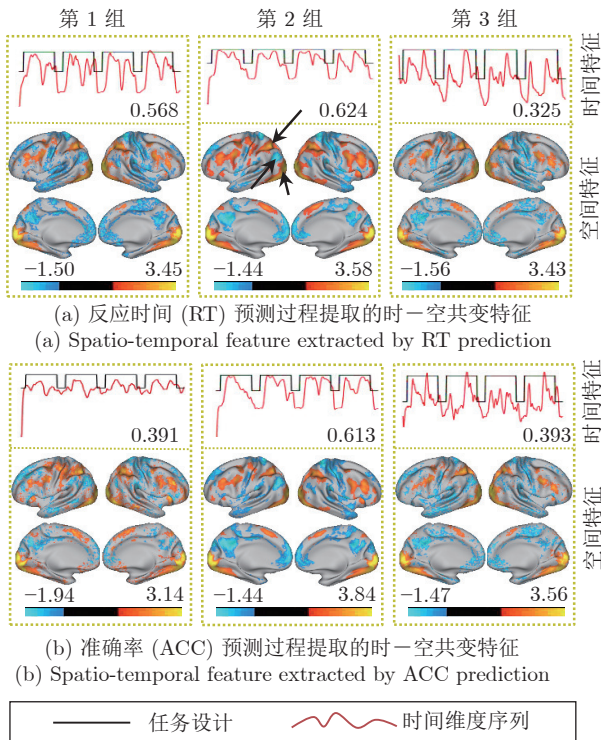 第 1 组 第 2 组 第 3 组
时间特征
0.568 0.624 0.325
空间特征
−1.50 3.45 −1.44 3.58 −1.56 3.43
(a) 反应时间 (RT) 预测过程提取的时−空共变特征
(a) Spatio-temporal feature extracted by RT prediction
时间特征
0.391 0.613 0.393
空间特征
−1.94 3.14 −1.44 3.84 −1.47 3.56
(b) 准确率 (ACC) 预测过程提取的时−空共变特征
(b) Spatio-temporal feature extracted by ACC prediction
任务设计 时间维度序列